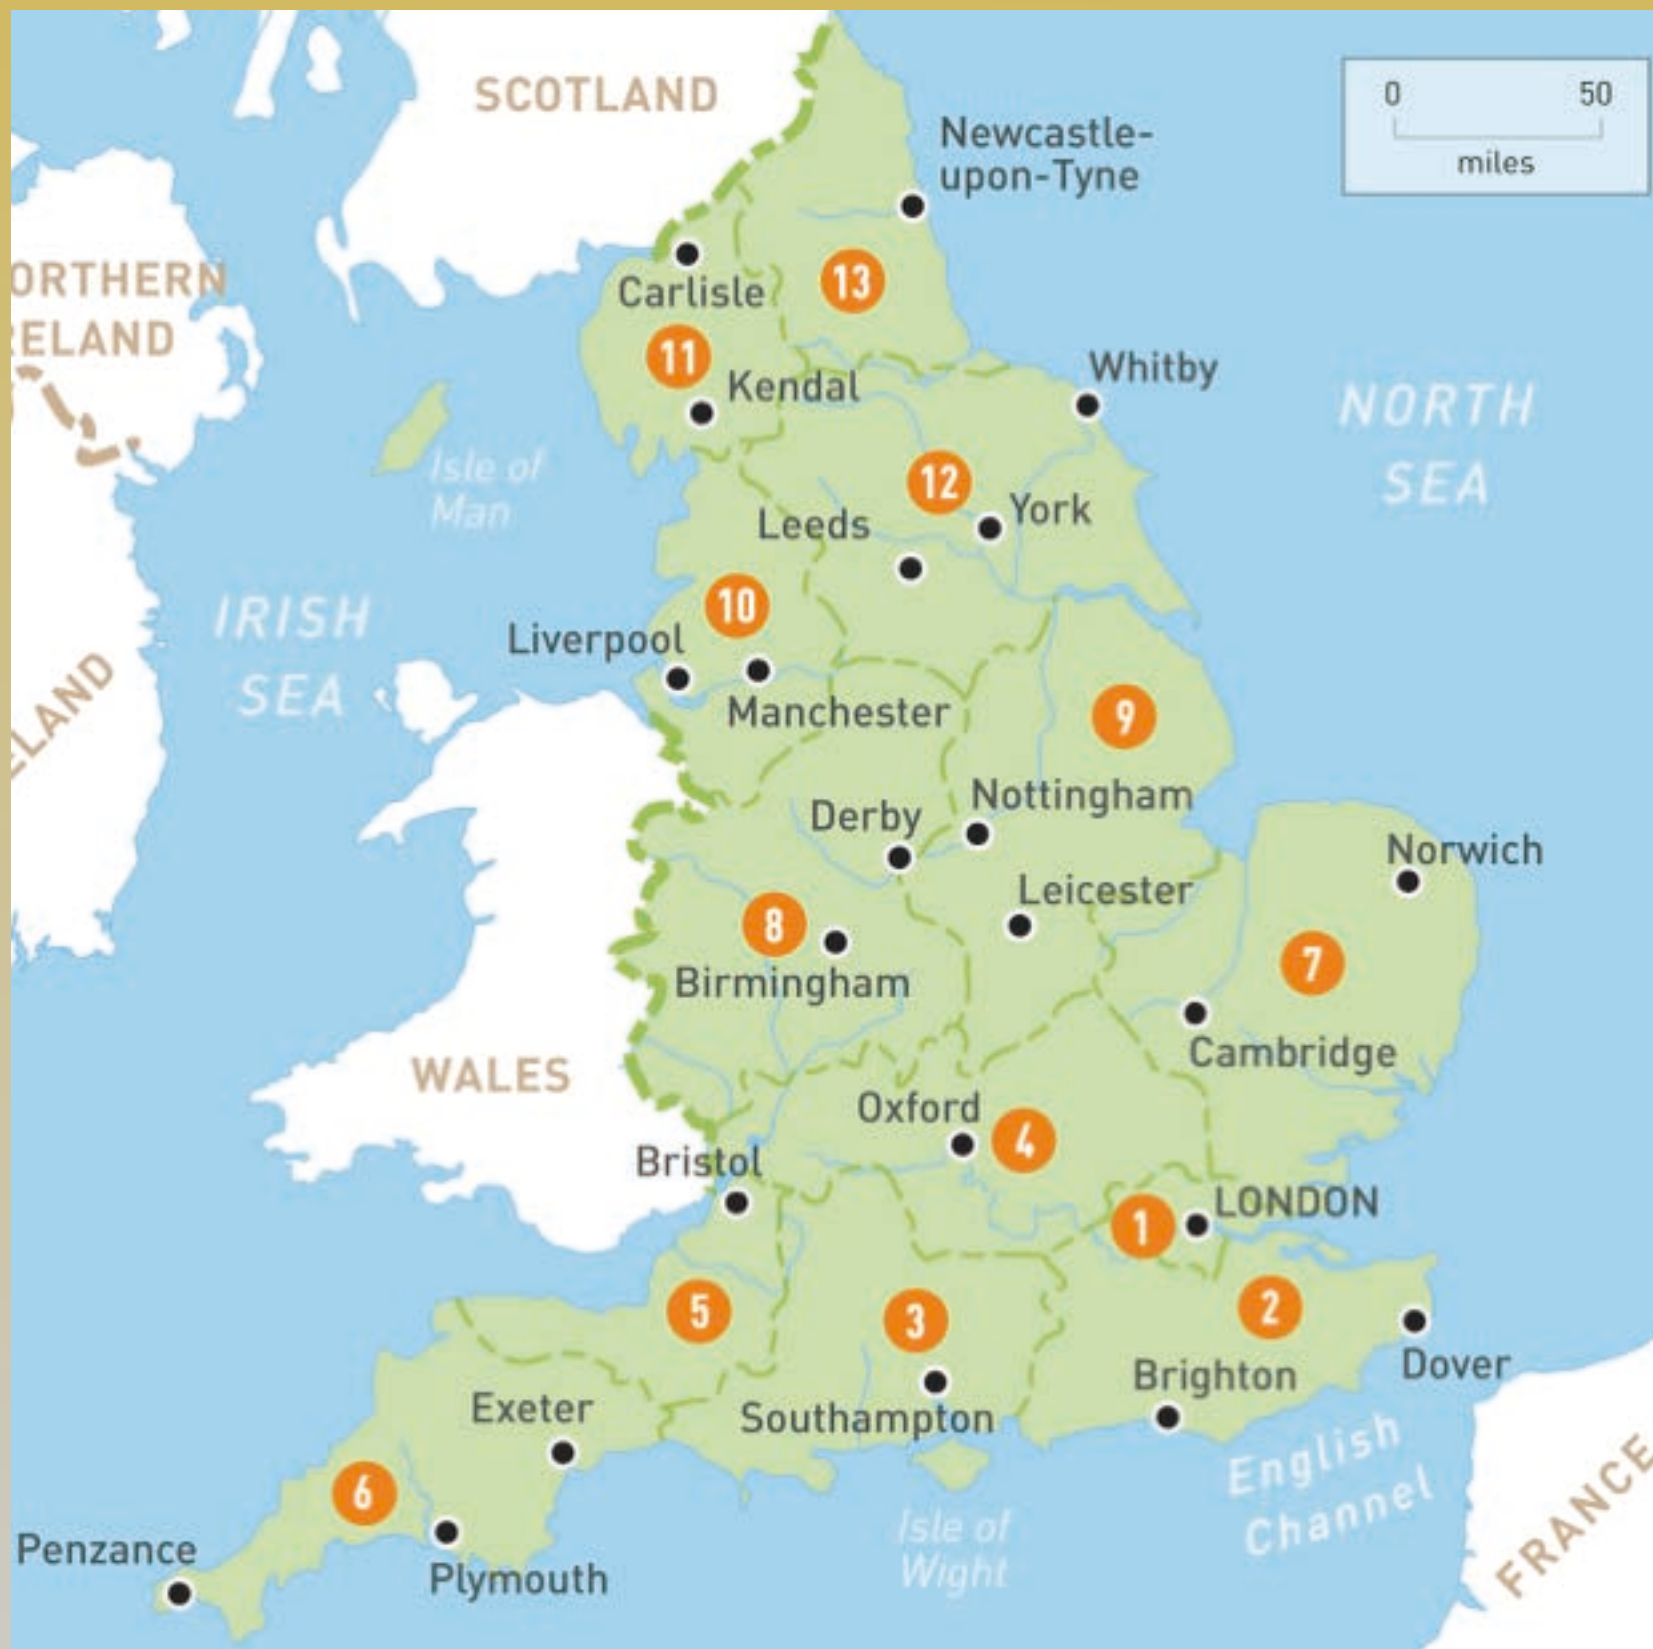 SCOTLAND
0 50
miles
Newcastle-
upon-Tyne
ORTHERN
Carlisle
13
RELAND
11
Kendal
Whitby
NORTH
SEA
Isle of
Man
12
York
Leeds
IRISH
SEA
10
Liverpool
Manchester
ELAND
9
Nottingham
Derby
Norwich
Leicester
8
Birmingham
7
Cambridge
WALES
Oxford
4
Bristol
LONDON
1
5
3
2
Dover
Brighton
Southampton
Exeter
English
Channel
6
Isle of
Wight
Penzance
Plymouth
FRANCE